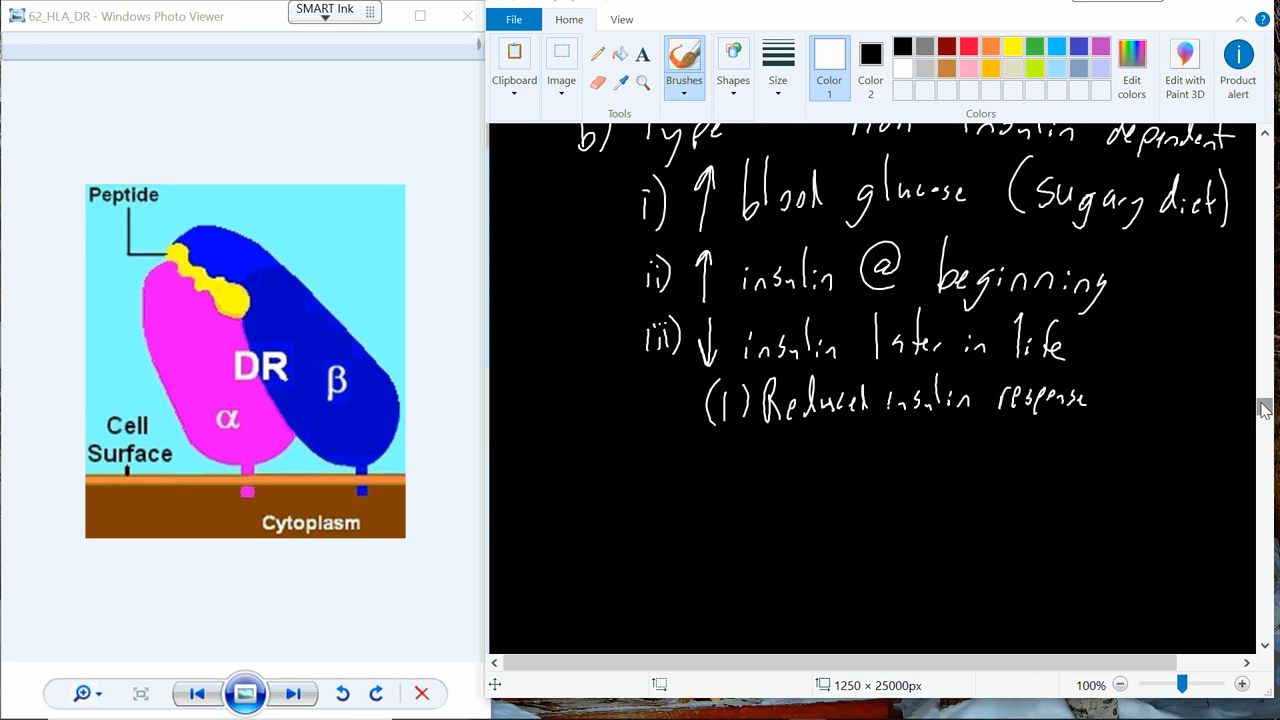 62_HLA_DR - Windows Photo Viewer
SMART Ink
Peptide
DR
β
α
Cell
Surface
Cytoplasm
File Home View
Clipboard
Image
A
Tools
Brushes
Shapes
Size
Color
1
Color
2
Edit
colors
Colors
Edit with
Paint 3D
Product
alert
b) Type non insulin dependent
i) ↑ blood glucose (sugary diet)
ii) ↑ insulin @ beginning
iii) ↓ insulin later in life
(1) Reduced insulin response
1250 × 25000px
100%